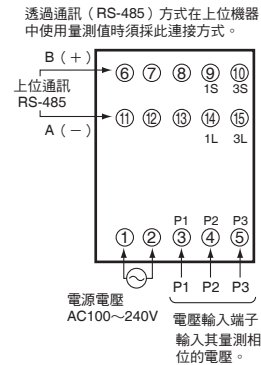 透過通訊（RS-485）方式在上位機器
中使用量測值時須採此連接方式。
B（＋）
⑥ ⑦ ⑧ ⑨ ⑩
1S 3S
上位通訊
RS-485
⑪ ⑫ ⑬ ⑭ ⑮
A（－）
1L 3L
P1 P2 P3
① ② ③ ④ ⑤
P1 P2 P3
電源電壓
AC100～240V
電壓輸入端子
輸入其量測相
位的電壓。